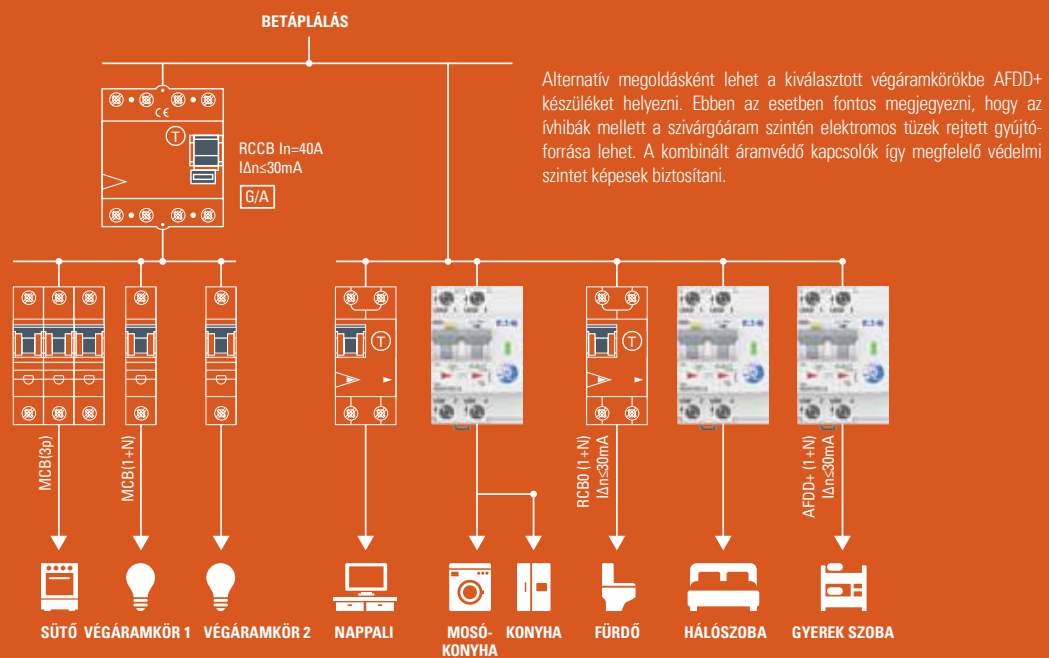 BETÁPLÁLÁS
Alternatív megoldásként lehet a kiválasztott végáramkörökbe AFDD+
készüléket helyezni. Ebben az esetben fontos megjegyezni, hogy az
ívhibák mellett a szivárgóáram szintén elektromos tüzek rejtett gyújtó-
forrása lehet. A kombinált áramvédő kapcsolók így megfelelő védelmi
szintet képesek biztosítani.
CE
T
RCCB In=40A
IΔn≤30mA
G/A
T
T
MCB(3p)
MCB(1+N)
RCBO (1+N)
IΔn≤30mA
AFDD+ (1+N)
IΔn≤30mA
SÜTŐ
VÉGÁRAMKÖR 1
VÉGÁRAMKÖR 2
NAPPALI
MOSÓ-
KONYHA
KONYHA
FÜRDŐ
HÁLÓSZOBA
GYEREK SZOBA